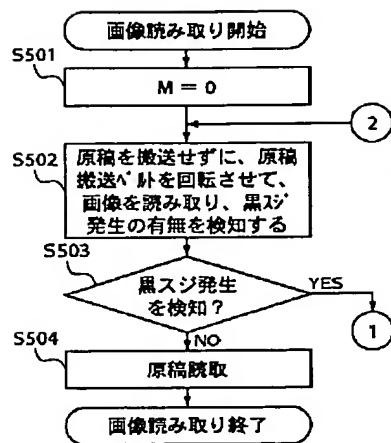 画像読み取り開始
S501
M = 0
2
S502
原稿を搬送せずに、原稿
搬送ベルトを回転させて、
画像を読み取り、黒スジ
発生の有無を検知する
S503
黒スジ発生
を検知?
YES
1
NO
S504
原稿読取
画像読み取り終了